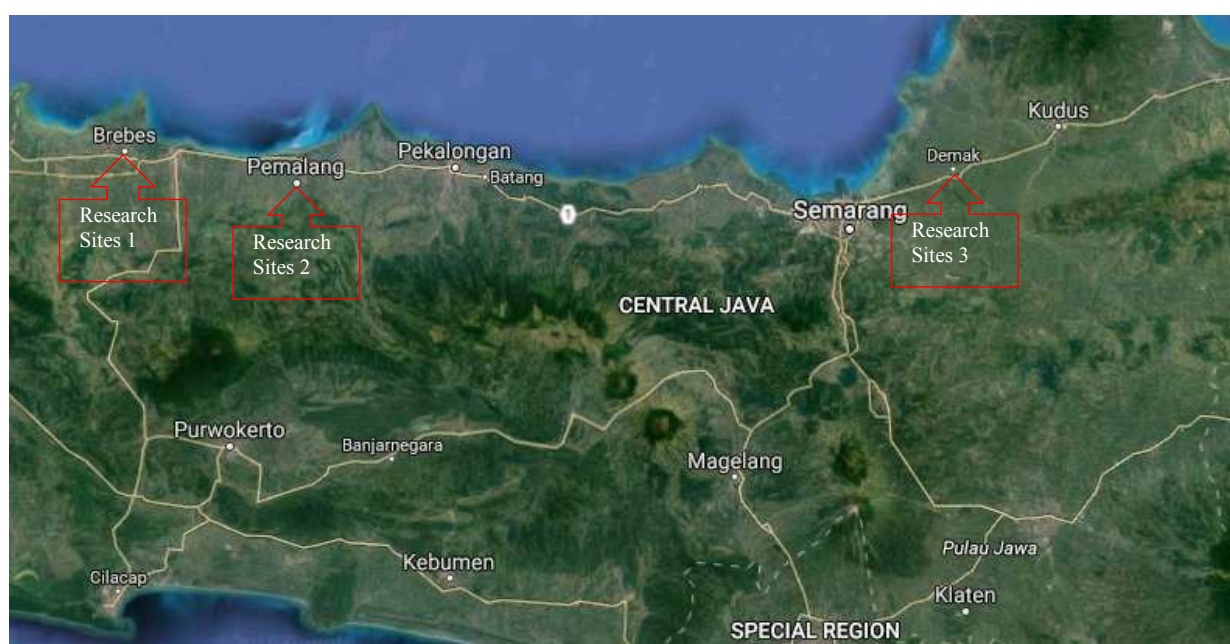 Kudus
Brebes
Demak
Pekalongan
Pemalang
Batang
Research
Sites 1
1
Semarang
Research
Sites 2
Research
Sites 3
CENTRAL JAVA
Purwokerto
Banjarnegara
Magelang
Pulau Jawa
Kebumen
Cilacap
Klaten
SPECIAL REGION